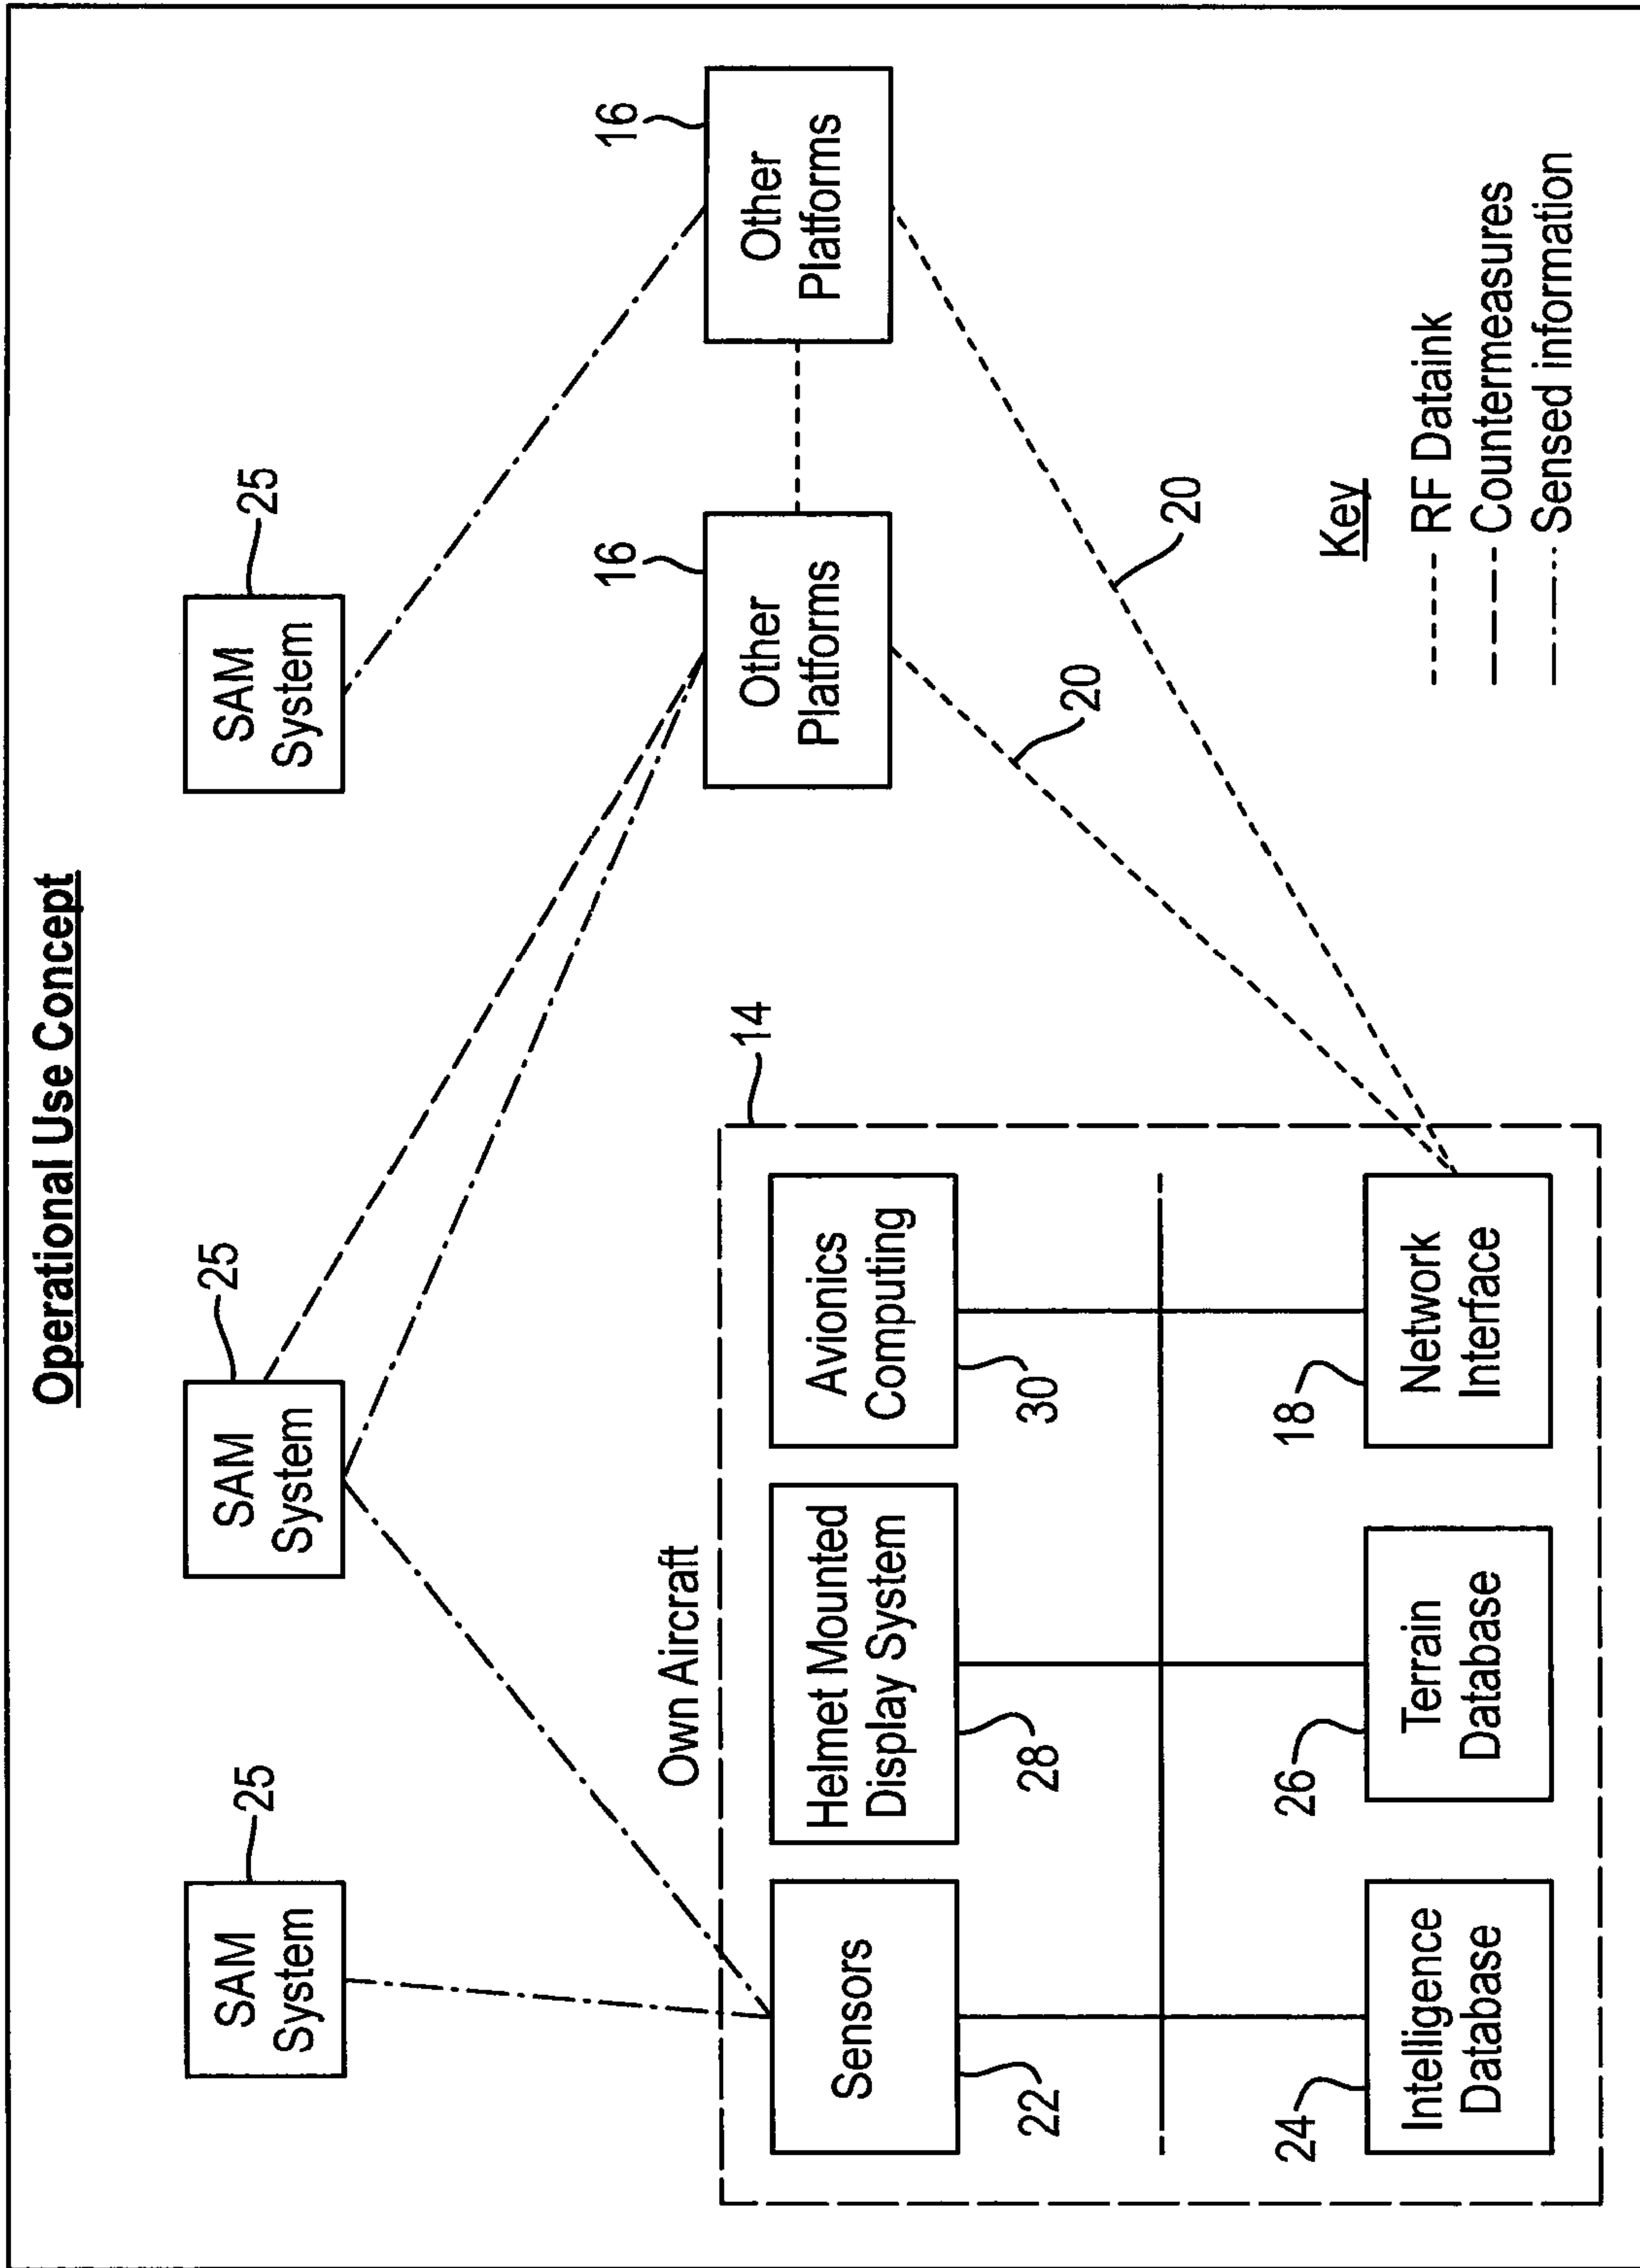 Operational Use Concept
25
25
25
SAM
System
SAM
System
SAM
System
16
16
Own Aircraft
14
Sensors
Helmet Mounted
Display System
Avionics
Computing
Other
Platforms
Other
Platforms
22
28
30
20
20
24
26
18
Intelligence
Database
Terrain
Database
Network
Interface
Key
RF Dataink
Countermeasures
Sensed information